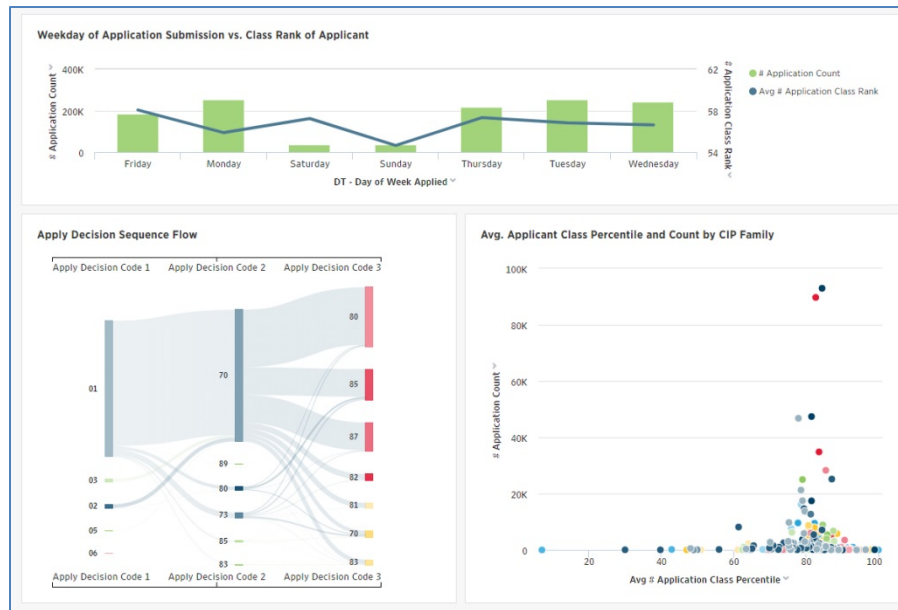 Weekday of Application Submission vs. Class Rank of Applicant
# Application Count
400K
200K
0
62
58
54
# Application Class Rank
# Application Count
Avg # Application Class Rank
Friday
Monday
Saturday
Sunday
Thursday
Tuesday
Wednesday
DT - Day of Week Applied
Apply Decision Sequence Flow
Apply Decision Code 1
Apply Decision Code 2
Apply Decision Code 3
01
03
02
05
06
70
89
80
73
85
83
80
85
87
82
81
70
83
Apply Decision Code 1
Apply Decision Code 2
Apply Decision Code 3
Avg. Applicant Class Percentile and Count by CIP Family
# Application Count
100K
80K
60K
40K
20K
0
20
40
60
80
100
Avg # Application Class Percentile